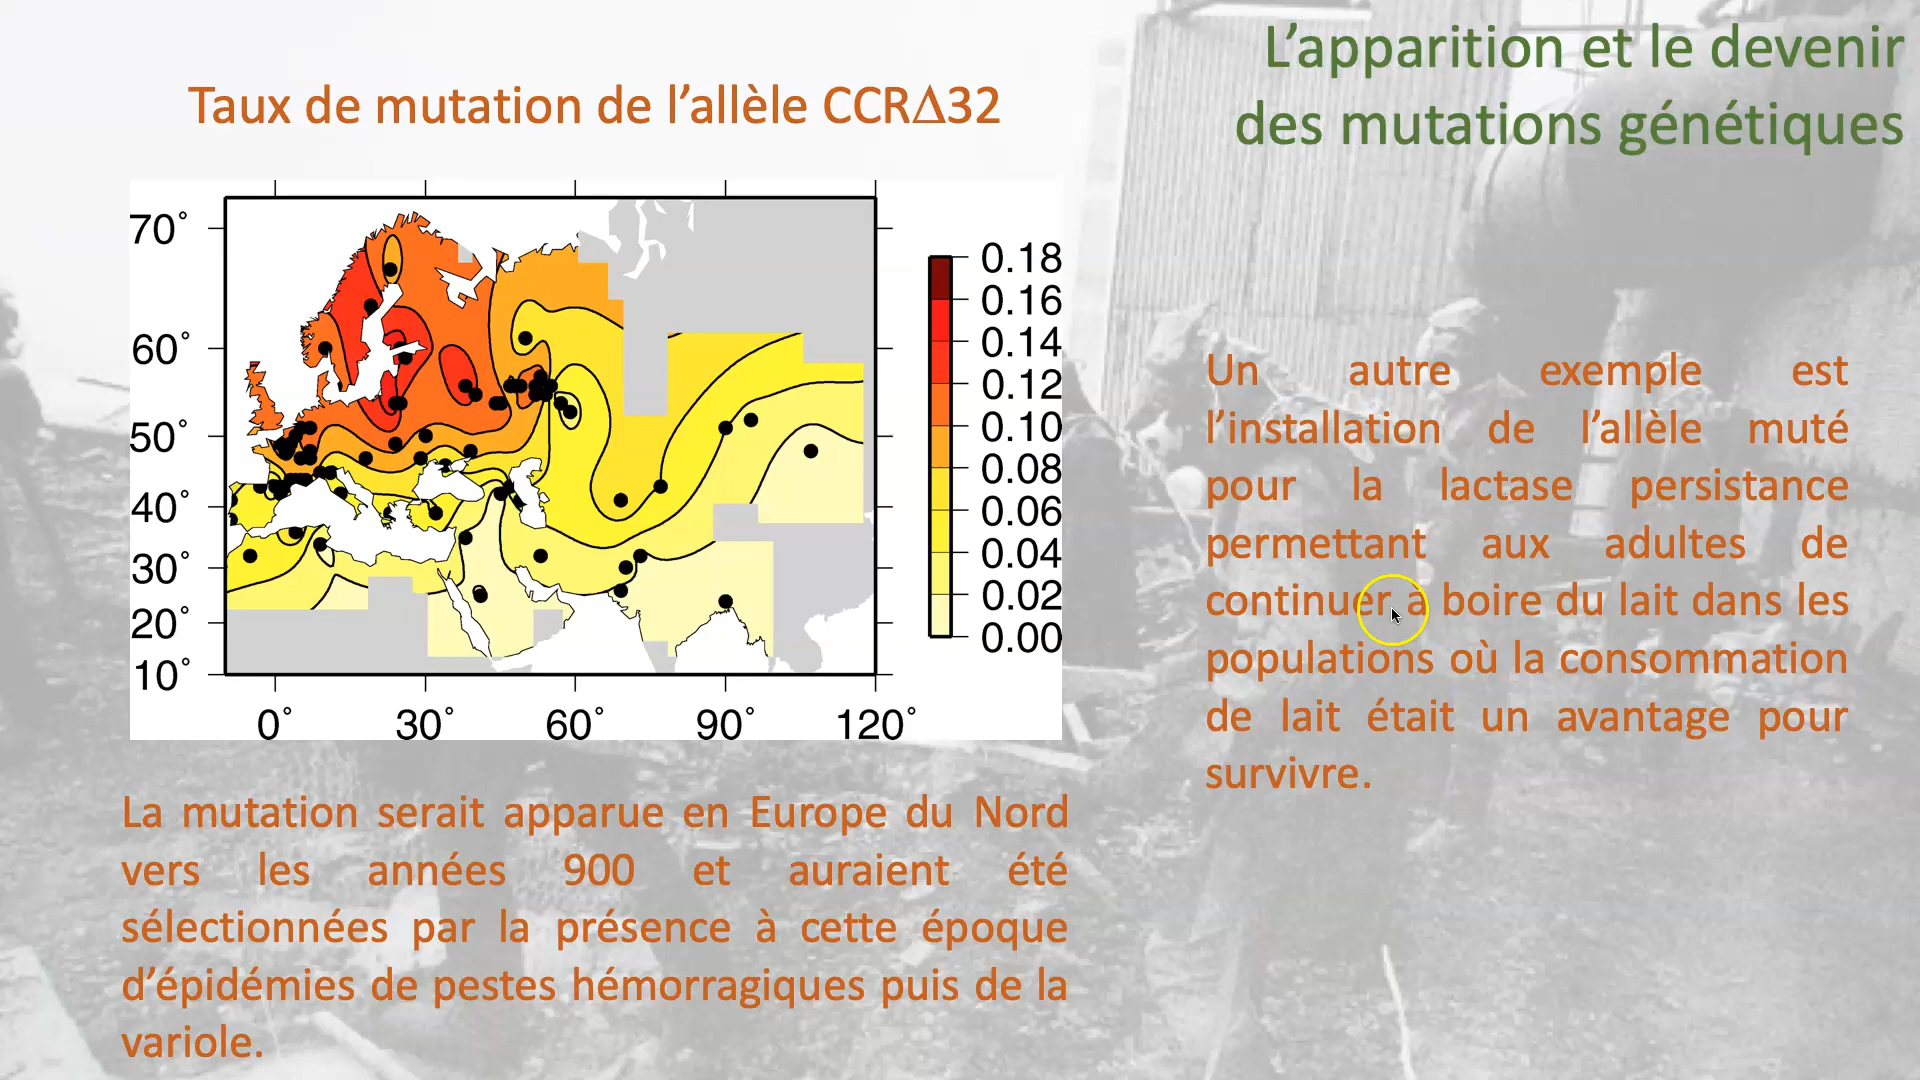 L’apparition et le devenir
des mutations génétiques
Taux de mutation de l’allèle CCRΔ32
70°
60°
50°
40°
30°
20°
10°
0°
30°
60°
90°
120°
0.18
0.16
0.14
0.12
0.10
0.08
0.06
0.04
0.02
0.00
La mutation serait apparue en Europe du Nord
vers les années 900 et auraient été
sélectionnées par la présence à cette époque
d’épidémies de pestes hémorragiques puis de la
variole.
Un autre exemple est
l’installation de l’allèle muté
pour la lactase persistance
permettant aux adultes de
continuer a boire du lait dans les
populations où la consommation
de lait était un avantage pour
survivre.